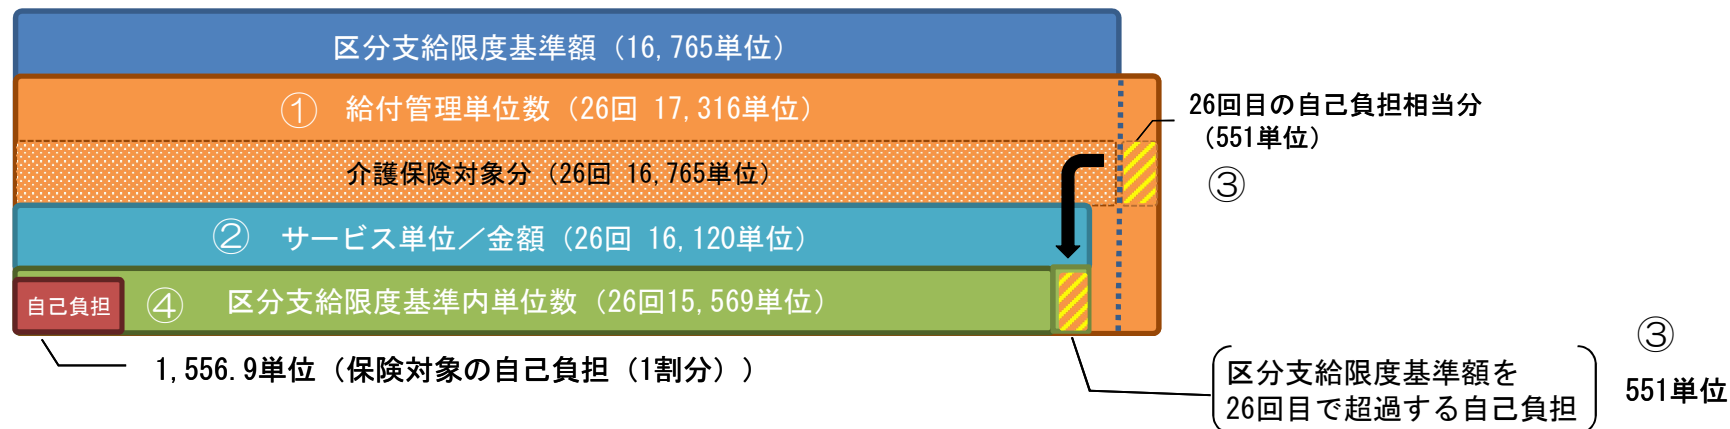 区分支給限度基準額（16,765単位）
① 給付管理単位数（26回 17,316単位）
26回目の自己負担相当分
（551単位）
③
介護保険対象分（26回 16,765単位）
② サービス単位／金額（26回 16,120単位）
自己負担
④ 区分支給限度基準内単位数（26回15,569単位）
1,556.9単位（保険対象の自己負担（1割分））
区分支給限度基準額を
26回目で超過する自己負担
③
551単位